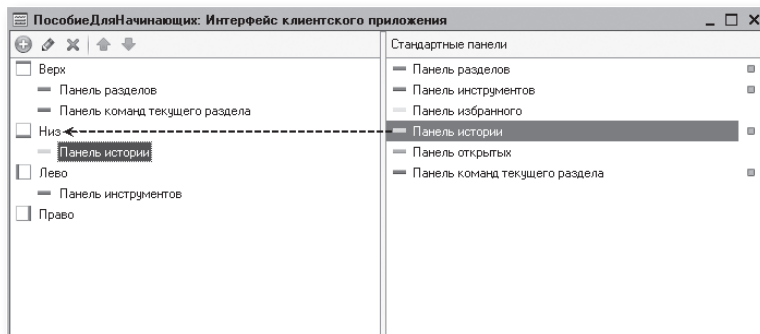 ПособиеДляНачинающих: Интерфейс клиентского приложения
Верх
Панель разделов
Панель команд текущего раздела
Низ
Панель истории
Лево
Панель инструментов
Право
Стандартные панели
Панель разделов
Панель инструментов
Панель избранного
Панель истории
Панель открытых
Панель команд текущего раздела